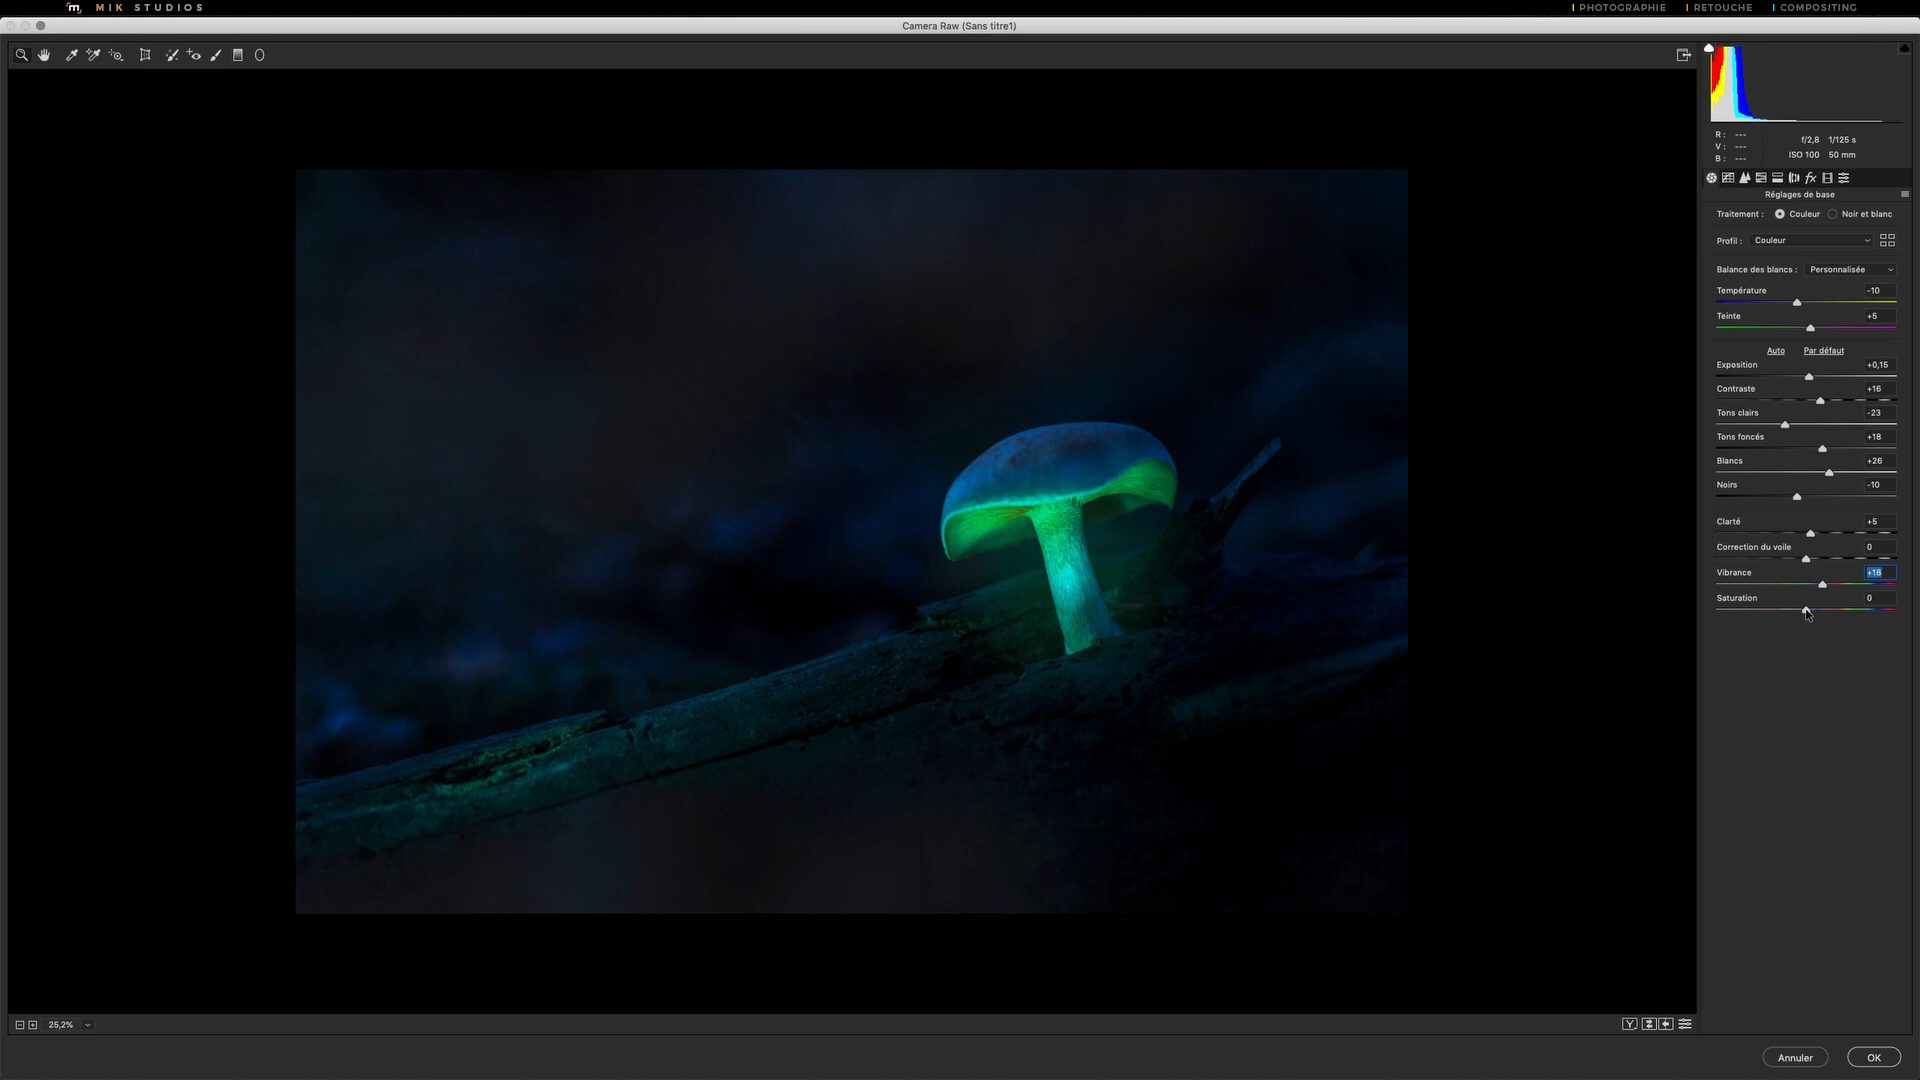 MIK STUDIOS
PHOTOGRAPHIE
RETOUCHE
COMPOSITING
Camera Raw (Sans titre1)
R : ---
V : ---
B : ---
f/2,8 1/125 s
ISO 100 50 mm
fx
Réglages de base
Traitement : Couleur Noir et blanc
Profil : Couleur
Balance des blancs : Personnalisée
Température -10
Teinte +5
Auto Par défaut
Exposition +0,15
Contraste +16
Tons clairs -23
Tons foncés +18
Blancs +26
Noirs -10
Clarté +5
Correction du voile 0
Vibrance +18
Saturation 0
25,2%
Y
Annuler OK